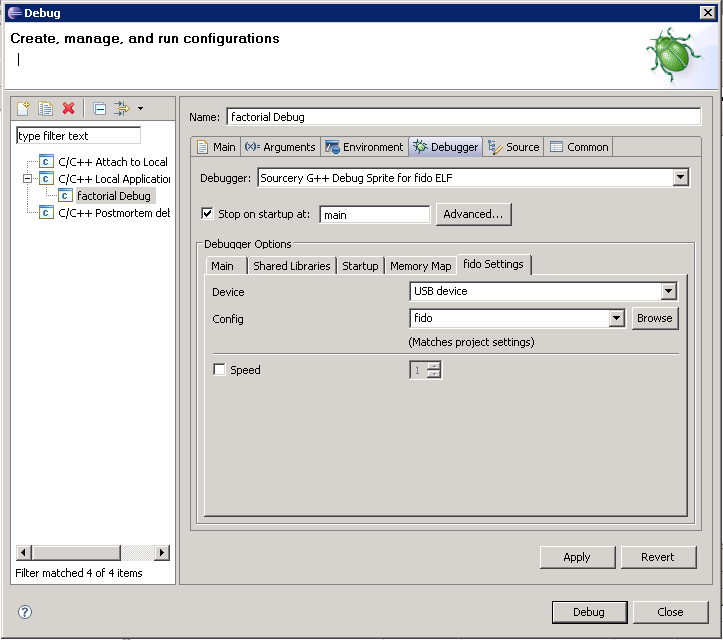 Debug
Create, manage, and run configurations
type filter text
C/C++ Attach to Local
C/C++ Local Application
factorial Debug
C/C++ Postmortem deb
Filter matched 4 of 4 items
Name: factorial Debug
Main (x)= Arguments Environment Debugger Source Common
Debugger: Sourcery G++ Debug Sprite for fido ELF
Stop on startup at: main Advanced...
Debugger Options
Main Shared Libraries Startup Memory Map fido Settings
Device USB device
Config fido Browse
(Matches project settings)
Speed 1
Apply Revert
? Debug Close